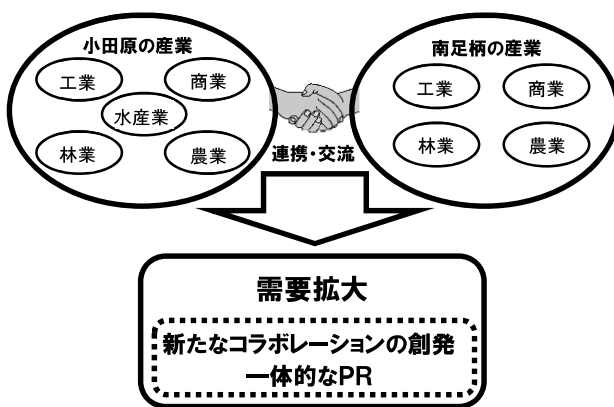 小田原の産業
工業
商業
水産業
林業
農業
連携・交流
南足柄の産業
工業
商業
林業
農業
需要拡大
新たなコラボレーションの創発
一体的なPR